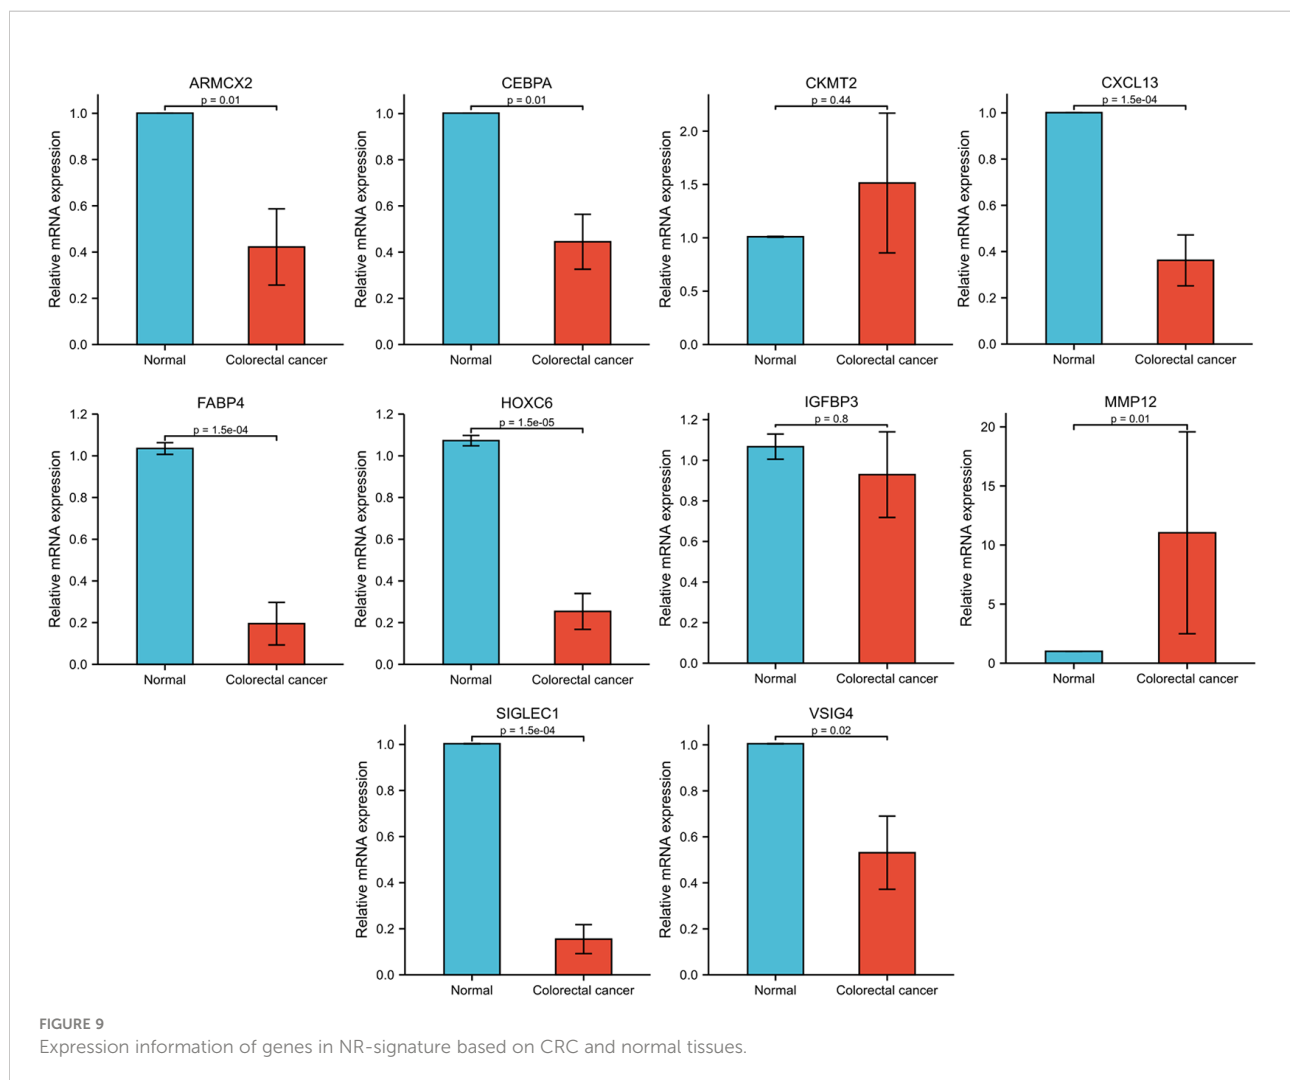 ARMCX2
p = 0.01
Relative mRNA expression
1.0
0.8
0.6
0.4
0.2
0.0
Normal
Colorectal cancer
CEBPA
p = 0.01
Relative mRNA expression
1.0
0.8
0.6
0.4
0.2
0.0
Normal
Colorectal cancer
CKMT2
p = 0.44
Relative mRNA expression
2.0
1.5
1.0
0.5
0.0
Normal
Colorectal cancer
CXCL13
p = 1.5e-04
Relative mRNA expression
1.0
0.8
0.6
0.4
0.2
0.0
Normal
Colorectal cancer
FABP4
p = 1.5e-04
Relative mRNA expression
1.2
1.0
0.8
0.6
0.4
0.2
0.0
Normal
Colorectal cancer
HOXC6
p = 1.5e-05
Relative mRNA expression
1.2
1.0
0.8
0.6
0.4
0.2
0.0
Normal
Colorectal cancer
IGFBP3
p = 0.8
Relative mRNA expression
1.2
1.0
0.8
0.6
0.4
0.2
0.0
Normal
Colorectal cancer
MMP12
p = 0.01
Relative mRNA expression
20
15
10
5
0
Normal
Colorectal cancer
SIGLEC1
p = 1.5e-04
Relative mRNA expression
1.0
0.8
0.6
0.4
0.2
0.0
Normal
Colorectal cancer
VSIG4
p = 0.02
Relative mRNA expression
1.0
0.8
0.6
0.4
0.2
0.0
Normal
Colorectal cancer
FIGURE 9
Expression information of genes in NR-signature based on CRC and normal tissues.